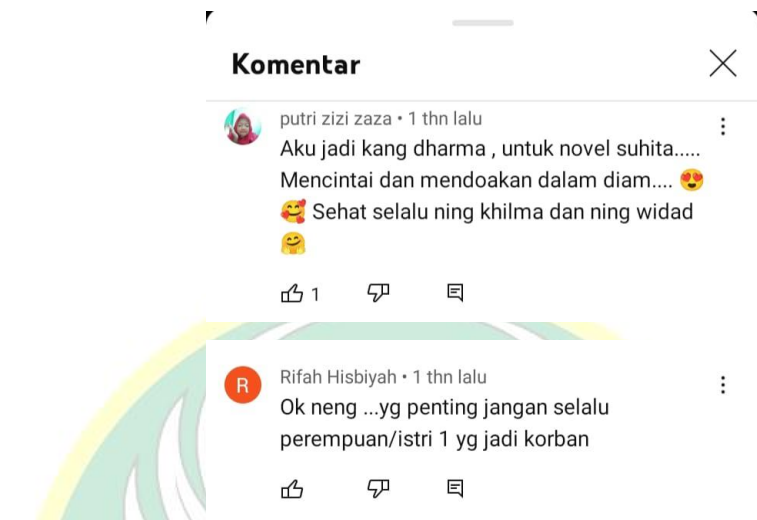 Komentar
putri zizi zaza • 1 thn lalu
Aku jadi kang dharma , untuk novel suhita.....
Mencintai dan mendoakan dalam diam.... 😍
🥰 Sehat selalu ning khilma dan ning widad
🤗
1
R
Rifah Hisbiyah • 1 thn lalu
Ok neng ...yg penting jangan selalu
perempuan/istri 1 yg jadi korban